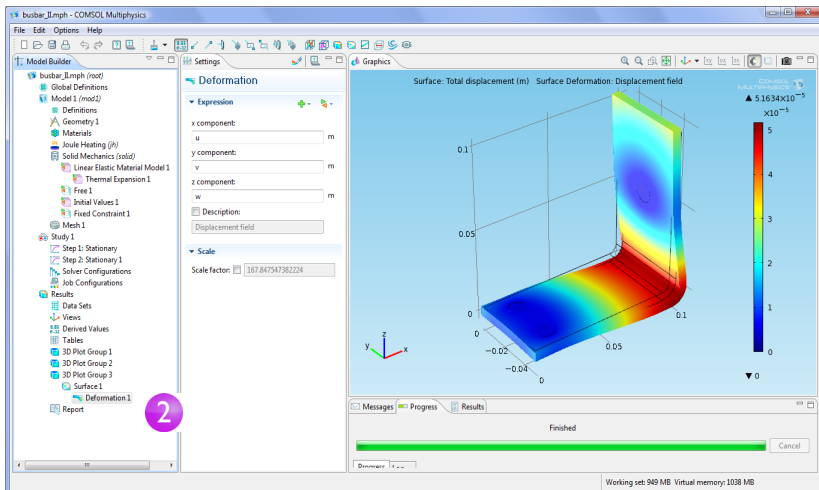 busbar_II.mph - COMSOL Multiphysics
File Edit Options Help
Model Builder
busbar_II.mph (root)
Global Definitions
Model 1 (mod1)
Definitions
Geometry 1
Materials
Joule Heating (jh)
Solid Mechanics (solid)
Linear Elastic Material Model 1
Thermal Expansion 1
Free 1
Initial Values 1
Fixed Constraint 1
Mesh 1
Study 1
Step 1: Stationary
Step 2: Stationary 1
Solver Configurations
Job Configurations
Results
Data Sets
Views
Derived Values
Tables
3D Plot Group 1
3D Plot Group 2
3D Plot Group 3
Surface 1
Deformation 1
Report
2
Settings
Deformation
Expression
x component:
u m
y component:
v m
z component:
w m
Description:
Displacement field
Scale
Scale factor: 167.847547382224
Graphics
xy yz xz
Surface: Total displacement (m) Surface Deformation: Displacement field
COMSOL
MULTIPHYSICS
▲ 5.1634×10⁻⁵
×10⁻⁵
5
4
3
2
1
0
▼ 0
0.1
0.05
0
0
−0.02
−0.04
0
0.05
0.1
z
y
x
Messages Progress Results
Finished
Cancel
Progress Log
Working set: 949 MB Virtual memory: 1038 MB